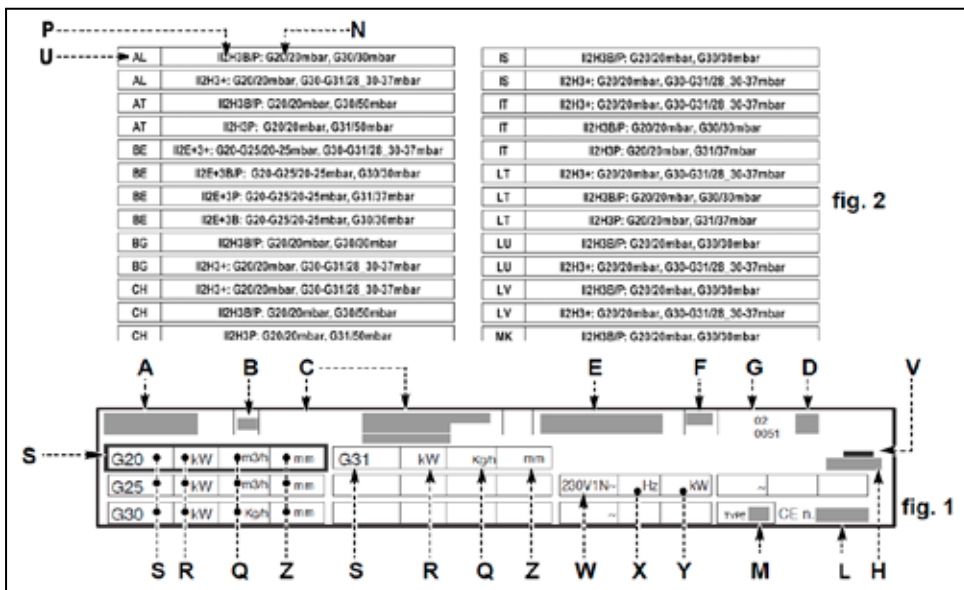 P N
U AL II2H3B/P: G20/20mbar, G30/30mbar
AL II2H3+: G20/20mbar, G30-G31/28_30-37mbar
AT II2H3B/P: G20/20mbar, G30/50mbar
AT II2H3P: G20/20mbar, G31/50mbar
BE II2E+3+: G20-G25/20-25mbar, G30-G31/28_30-37mbar
BE II2E+3B/P: G20-G25/20-25mbar, G30/30mbar
BE II2E+3P: G20-G25/20-25mbar, G31/37mbar
BE II2E+3B: G20-G25/20-25mbar, G30/30mbar
BG II2H3B/P: G20/20mbar, G30/30mbar
BG II2H3+: G20/20mbar, G30-G31/28_30-37mbar
CH II2H3+: G20/20mbar, G30-G31/28_30-37mbar
CH II2H3B/P: G20/20mbar, G30/50mbar
CH II2H3P: G20/20mbar, G31/50mbar
IS II2H3B/P: G20/20mbar, G30/30mbar
IS II2H3+: G20/20mbar, G30-G31/28_30-37mbar
IT II2H3+: G20/20mbar, G30-G31/28_30-37mbar
IT II2H3B/P: G20/20mbar, G30/30mbar
IT II2H3P: G20/20mbar, G31/37mbar
LT II2H3+: G20/20mbar, G30-G31/28_30-37mbar
LT II2H3B/P: G20/20mbar, G30/30mbar
LT II2H3P: G20/20mbar, G31/37mbar
LU II2H3B/P: G20/20mbar, G30/30mbar
LU II2H3+: G20/20mbar, G30-G31/28_30-37mbar
LV II2H3B/P: G20/20mbar, G30/30mbar
LV II2H3+: G20/20mbar, G30-G31/28_30-37mbar
MK II2H3B/P: G20/20mbar, G30/30mbar
fig. 2
A B C E F G D V
02
0051
S G20 kW m3/h mm G31 kW Kg/h mm
G25 kW m3/h mm 230V1N~ Hz kW ~
G30 kW Kg/h mm ~ TYPE CE n.
fig. 1
S R Q Z S R Q Z W X Y M L H